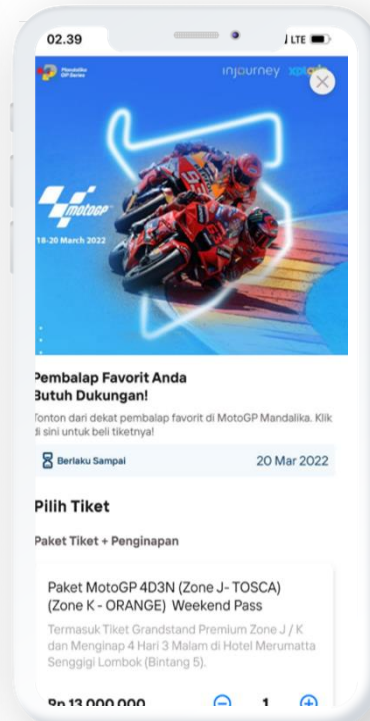 02.39
LTE
Mandalika
GP Series
injourney
MotoGP
18-20 March 2022
93
Pembalap Favorit Anda
Butuh Dukungan!
Tonton dari dekat pembalap favorit di MotoGP Mandalika. Klik
di sini untuk beli tiketnya!
Berlaku Sampai
20 Mar 2022
Pilih Tiket
Paket Tiket + Penginapan
Paket MotoGP 4D3N (Zone J- TOSCA)
(Zone K - ORANGE) Weekend Pass
Termasuk Tiket Grandstand Premium Zone J / K
dan Menginap 4 Hari 3 Malam di Hotel Merumatta
Senggigi Lombok (Bintang 5).
Rp 13.000.000
1